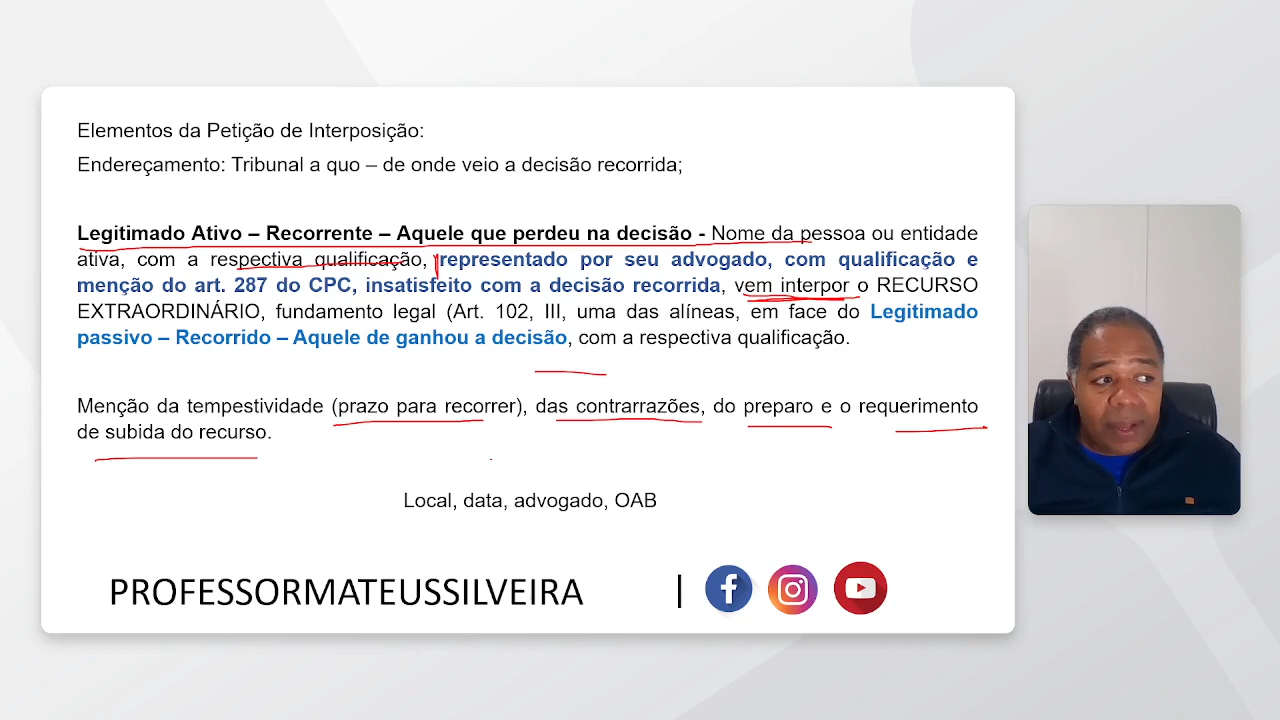 Elementos da Petição de Interposição:
Endereçamento: Tribunal a quo – de onde veio a decisão recorrida;
Legitimado Ativo – Recorrente – Aquele que perdeu na decisão - Nome da pessoa ou entidade
ativa, com a respectiva qualificação, representado por seu advogado, com qualificação e
menção do art. 287 do CPC, insatisfeito com a decisão recorrida, vem interpor o RECURSO
EXTRAORDINÁRIO, fundamento legal (Art. 102, III, uma das alíneas, em face do Legitimado
passivo – Recorrido – Aquele de ganhou a decisão, com a respectiva qualificação.
Menção da tempestividade (prazo para recorrer), das contrarrazões, do preparo e o requerimento
de subida do recurso.
Local, data, advogado, OAB
PROFESSORMATEUSSILVEIRA |